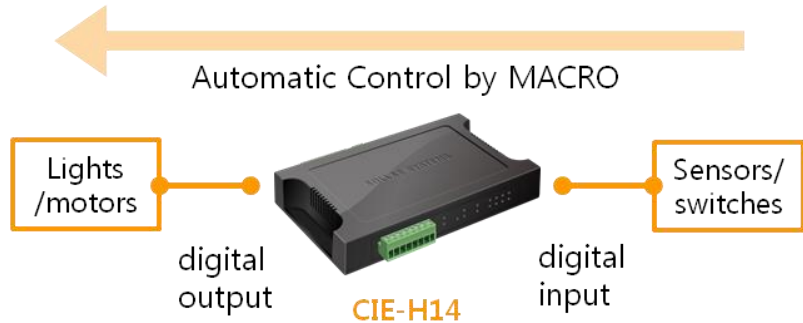 Automatic Control by MACRO
Lights
/motors
Sensors/
switches
digital
output
digital
input
CIE-H14